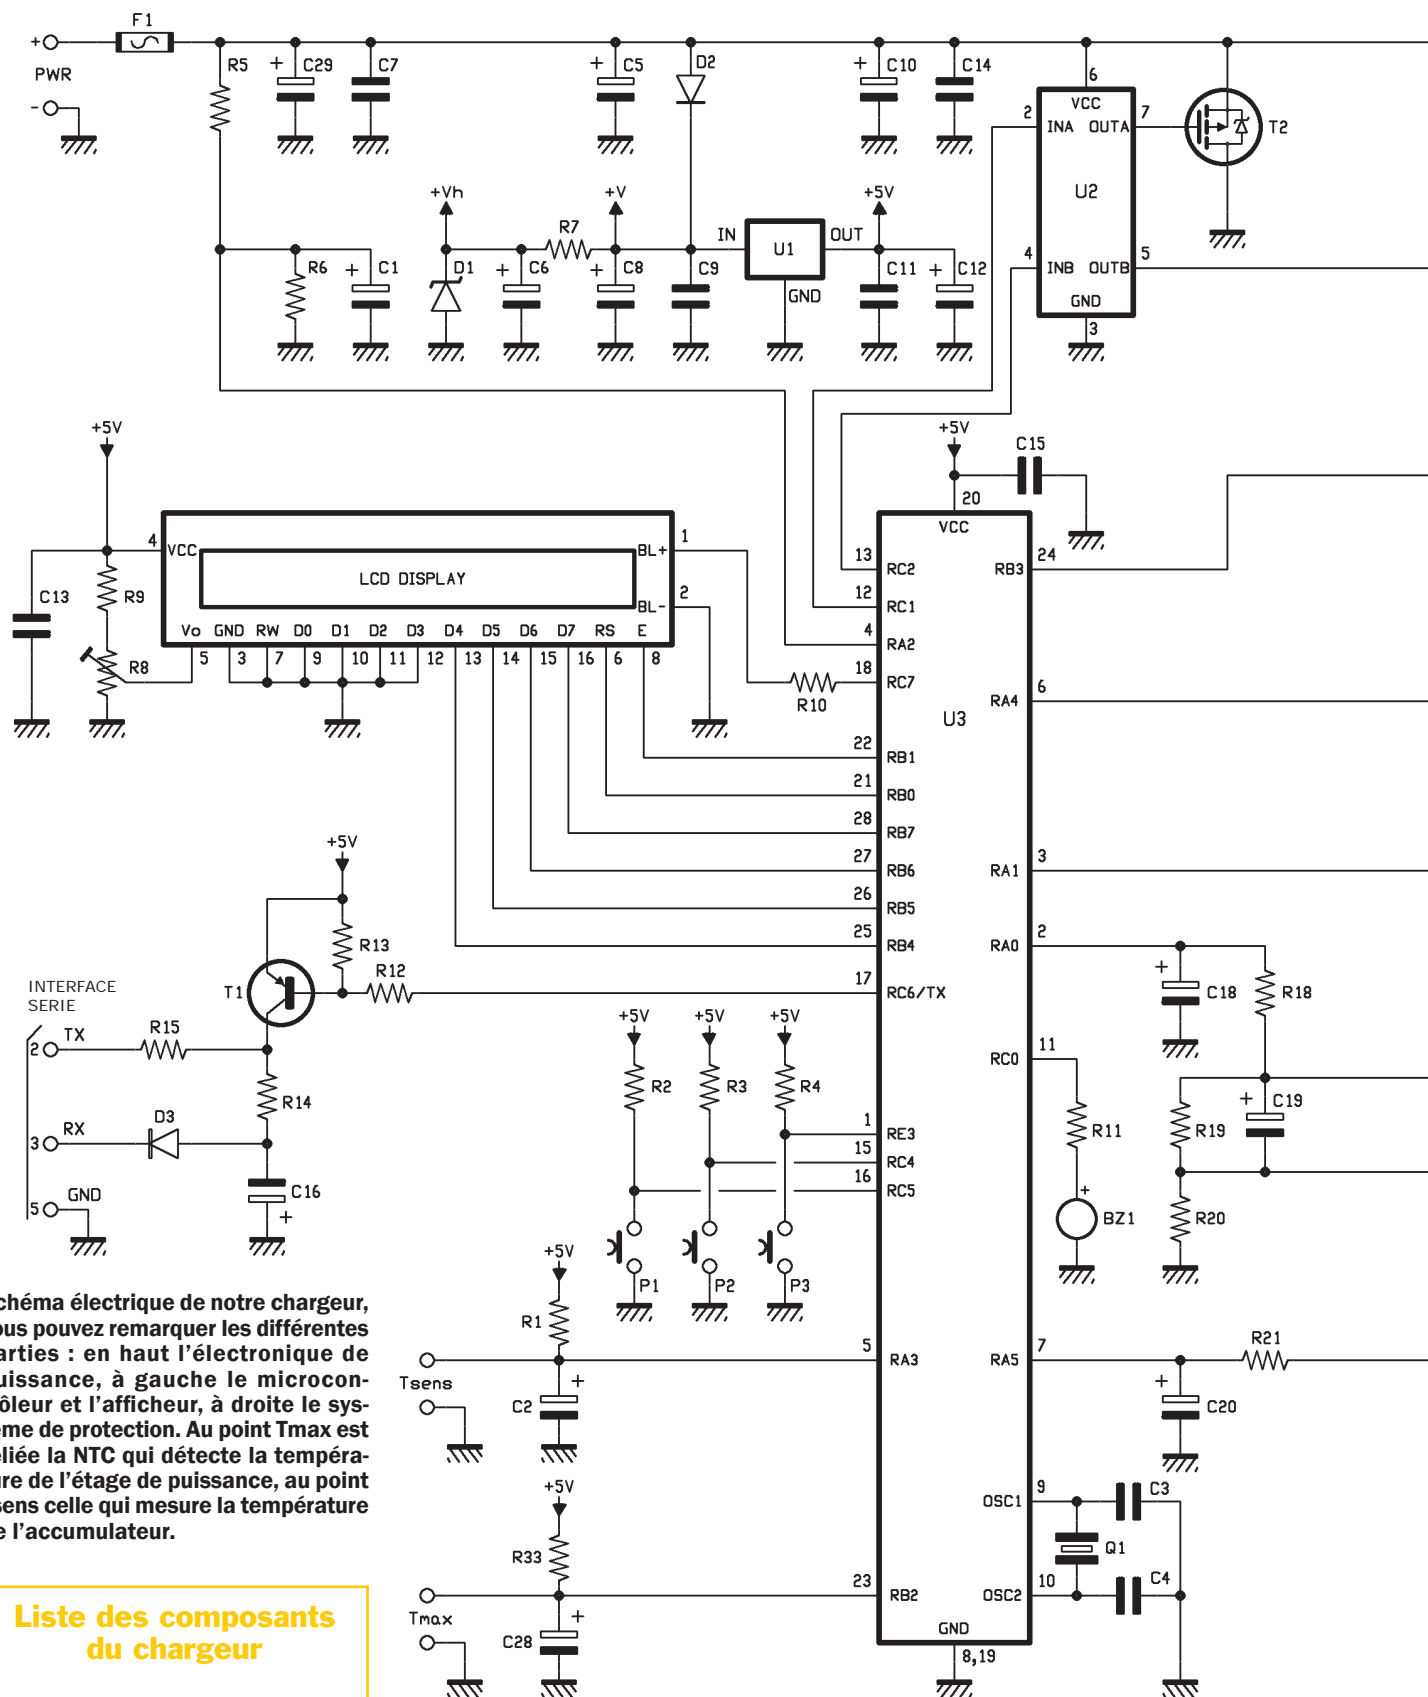 F1
+
PWR
-
R5
+ C29
C7
+ C5
D2
+ C10
C14
6
VCC
2
INA OUTA
7
T2
U2
4
INB OUTB
5
GND
3
+Vh
+V
+5V
R7
IN
U1
OUT
GND
R6
+ C1
D1
+ C6
+ C8
C9
C11
+ C12
+5V
4
VCC
LCD DISPLAY
BL+
1
BL-
2
C13
R9
R8
Vo GND RW D0 D1 D2 D3 D4 D5 D6 D7 RS E
5 3 7 9 10 11 12 13 14 15 16 6 8
R10
+5V
C15
20
VCC
13
RC2
RB3
24
12
RC1
4
RA2
18
RC7
RA4
6
U3
22
RB1
21
RB0
28
RB7
27
RB6
RA1
3
26
RB5
25
RB4
RA0
2
17
RC6/TX
+5V
R13
R12
T1
INTERFACE
SERIE
2
TX
R15
R14
3
RX
D3
5
GND
C16
+
+5V
+5V
+5V
R2
R3
R4
1
RE3
15
RC4
16
RC5
P1
P2
P3
+
C18
R18
RC0
11
R11
+
BZ1
R19
+ C19
R20
+5V
R1
Tsens
+
C2
5
RA3
RA5
7
R21
+
C20
+5V
R33
Tmax
+
C28
23
RB2
OSC1
9
C3
Q1
OSC2
10
C4
GND
8,19
chéma électrique de notre chargeur,
ous pouvez remarquer les différentes
arties : en haut l'électronique de
uissance, à gauche le microcon-
ôleur et l'afficheur, à droite le sys-
ème de protection. Au point Tmax est
eliée la NTC qui détecte la tempéra-
ure de l'étage de puissance, au point
sens celle qui mesure la température
e l'accumulateur.
Liste des composants
du chargeur